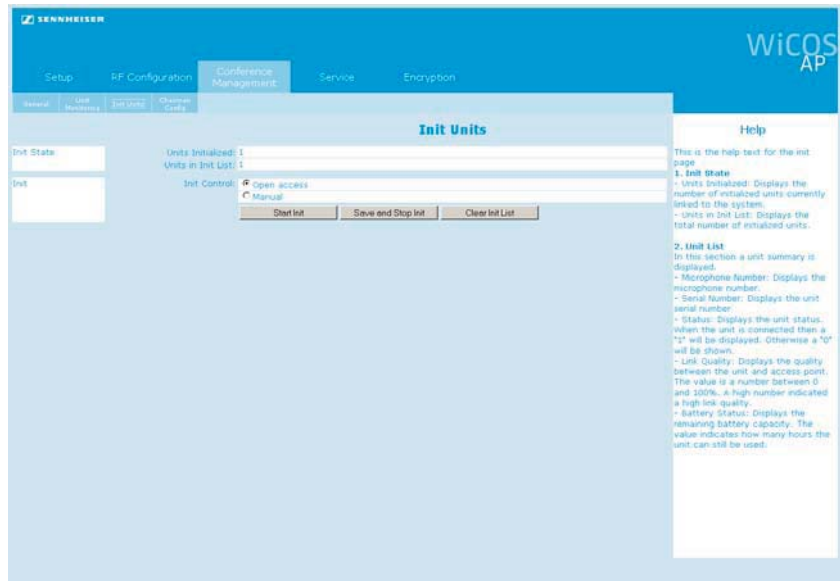 SENNHEISER
WiCOS
AP
Setup
RF Configuration
Conference
Management
Service
Encryption
General
Unit
Monitoring
Init Units
Chairman
Config
Init Units
Init State
Units Initialized: 1
Units in Init List: 1
Init
Init Control:
Open access
Manual
Start Init
Save and Stop Init
Clear Init List
Help
This is the help text for the init
page
1. Init State
- Units Initialized: Displays the
number of initialized units currently
linked to the system.
- Units in Init List: Displays the
total number of initialized units.
2. Unit List
In this section a unit summary is
displayed.
- Microphone Number: Displays the
microphone number.
- Serial Number: Displays the unit
serial number
- Status: Displays the unit status.
When the unit is connected then a
"1" will be displayed. Otherwise a "0"
will be shown.
- Link Quality: Displays the quality
between the unit and access point.
The value is a number between 0
and 100%. A high number indicated
a high link quality.
- Battery Status: Displays the
remaining battery capacity. The
value indicates how many hours the
unit can still be used.